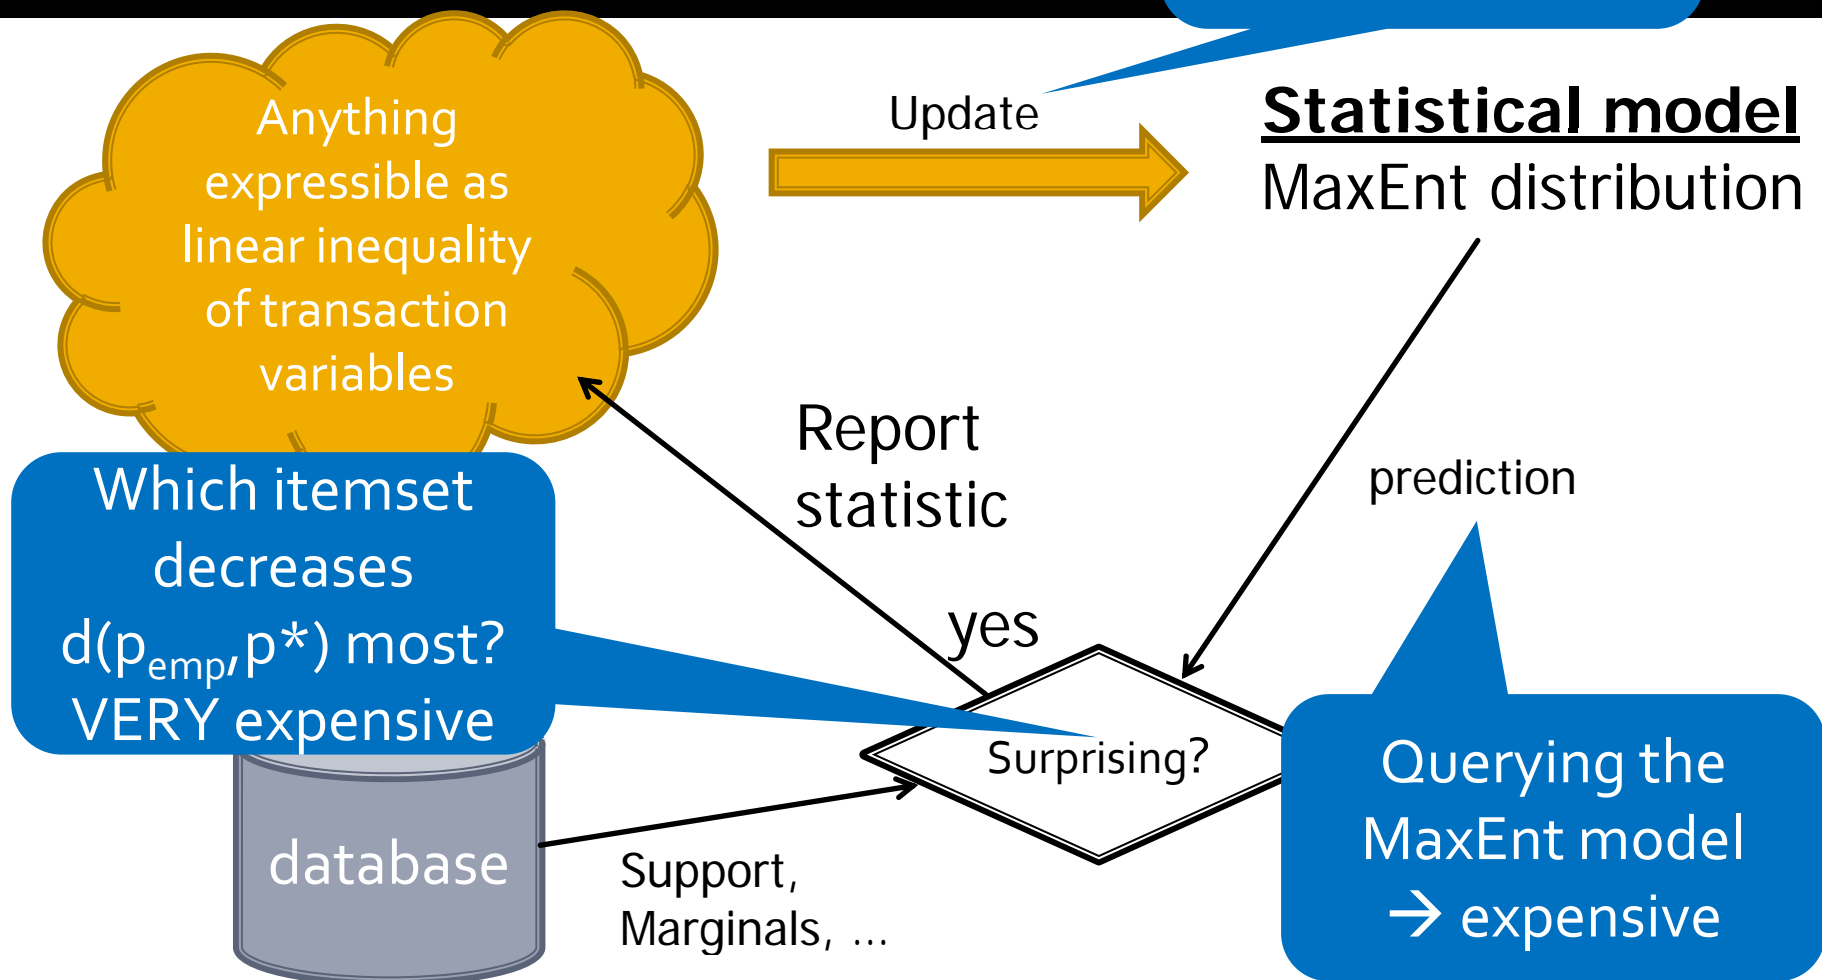 Anything
expressible as
linear inequality
of transaction
variables
Update
Statistical model
MaxEnt distribution
Report
statistic
prediction
Which itemset
decreases
d(p_emp,p*) most?
VERY expensive
yes
Surprising?
Querying the
MaxEnt model
→ expensive
database
Support,
Marginals, ...